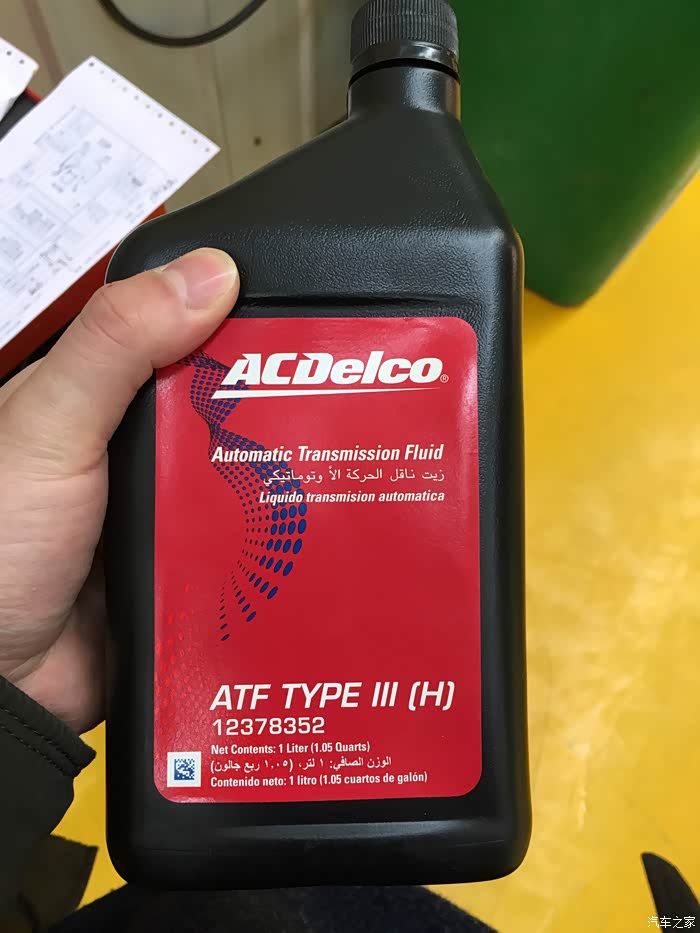 ACDelco®
Automatic Transmission Fluid
زيت ناقل الحركة الأ وتوماتيكي
Liquido transmision automatica
ATF TYPE III (H)
12378352
Net Contents: 1 Liter (1.05 Quarts)
الوزن الصافي: ١ لتر، (١.٠٥ ربع جالون)
Contenido neto: 1 litro (1.05 cuartos de galón)
汽车之家